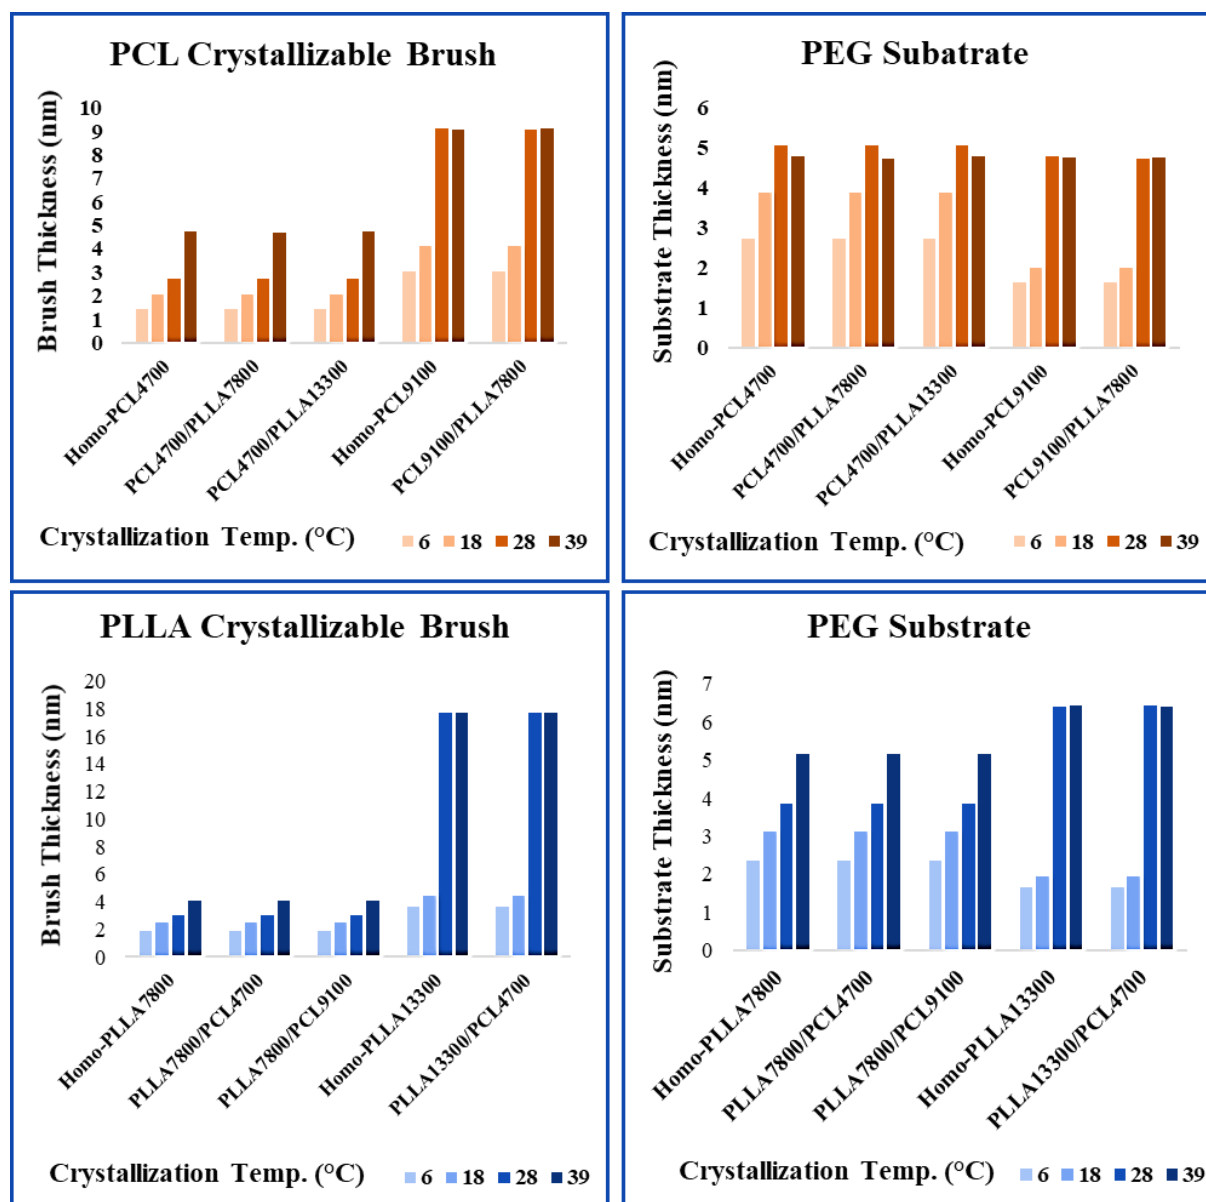 PCL Crystallizable Brush
Brush Thickness (nm)
10
9
8
7
6
5
4
3
2
1
0
Homo-PCL4700
PCL4700/PLLA7800
PCL4700/PLLA13300
Homo-PCL9100
PCL9100/PLLA7800
Crystallization Temp. (°C) 6 18 28 39
PEG Subatrate
Substrate Thickness (nm)
6
5
4
3
2
1
0
Homo-PCL4700
PCL4700/PLLA7800
PCL4700/PLLA13300
Homo-PCL9100
PCL9100/PLLA7800
Crystallization Temp. (°C) 6 18 28 39
PLLA Crystallizable Brush
Brush Thickness (nm)
20
18
16
14
12
10
8
6
4
2
0
Homo-PLLA7800
PLLA7800/PCL4700
PLLA7800/PCL9100
Homo-PLLA13300
PLLA13300/PCL4700
Crystallization Temp. (°C) 6 18 28 39
PEG Substrate
Substrate Thickness (nm)
7
6
5
4
3
2
1
0
Homo-PLLA7800
PLLA7800/PCL4700
PLLA7800/PCL9100
Homo-PLLA13300
PLLA13300/PCL4700
Crystallization Temp. (°C) 6 18 28 39